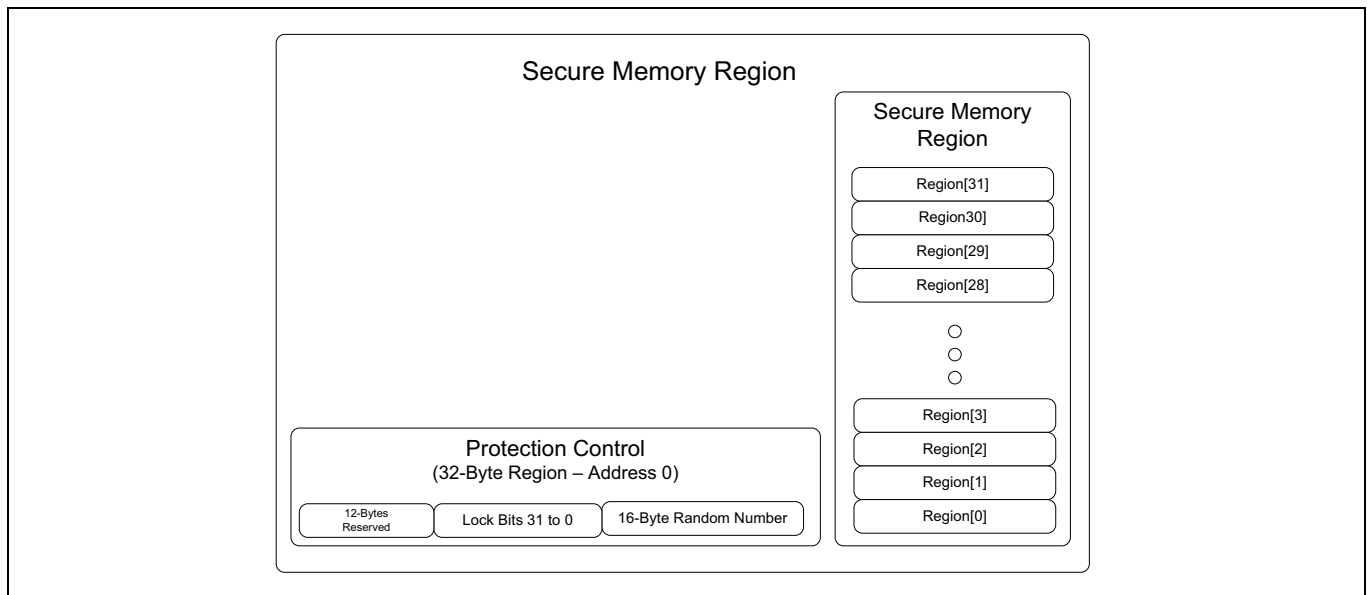 Secure Memory Region
Secure Memory
Region
Region[31]
Region30]
Region[29]
Region[28]
Region[3]
Region[2]
Region[1]
Region[0]
Protection Control
(32-Byte Region – Address 0)
12-Bytes
Reserved
Lock Bits 31 to 0
16-Byte Random Number